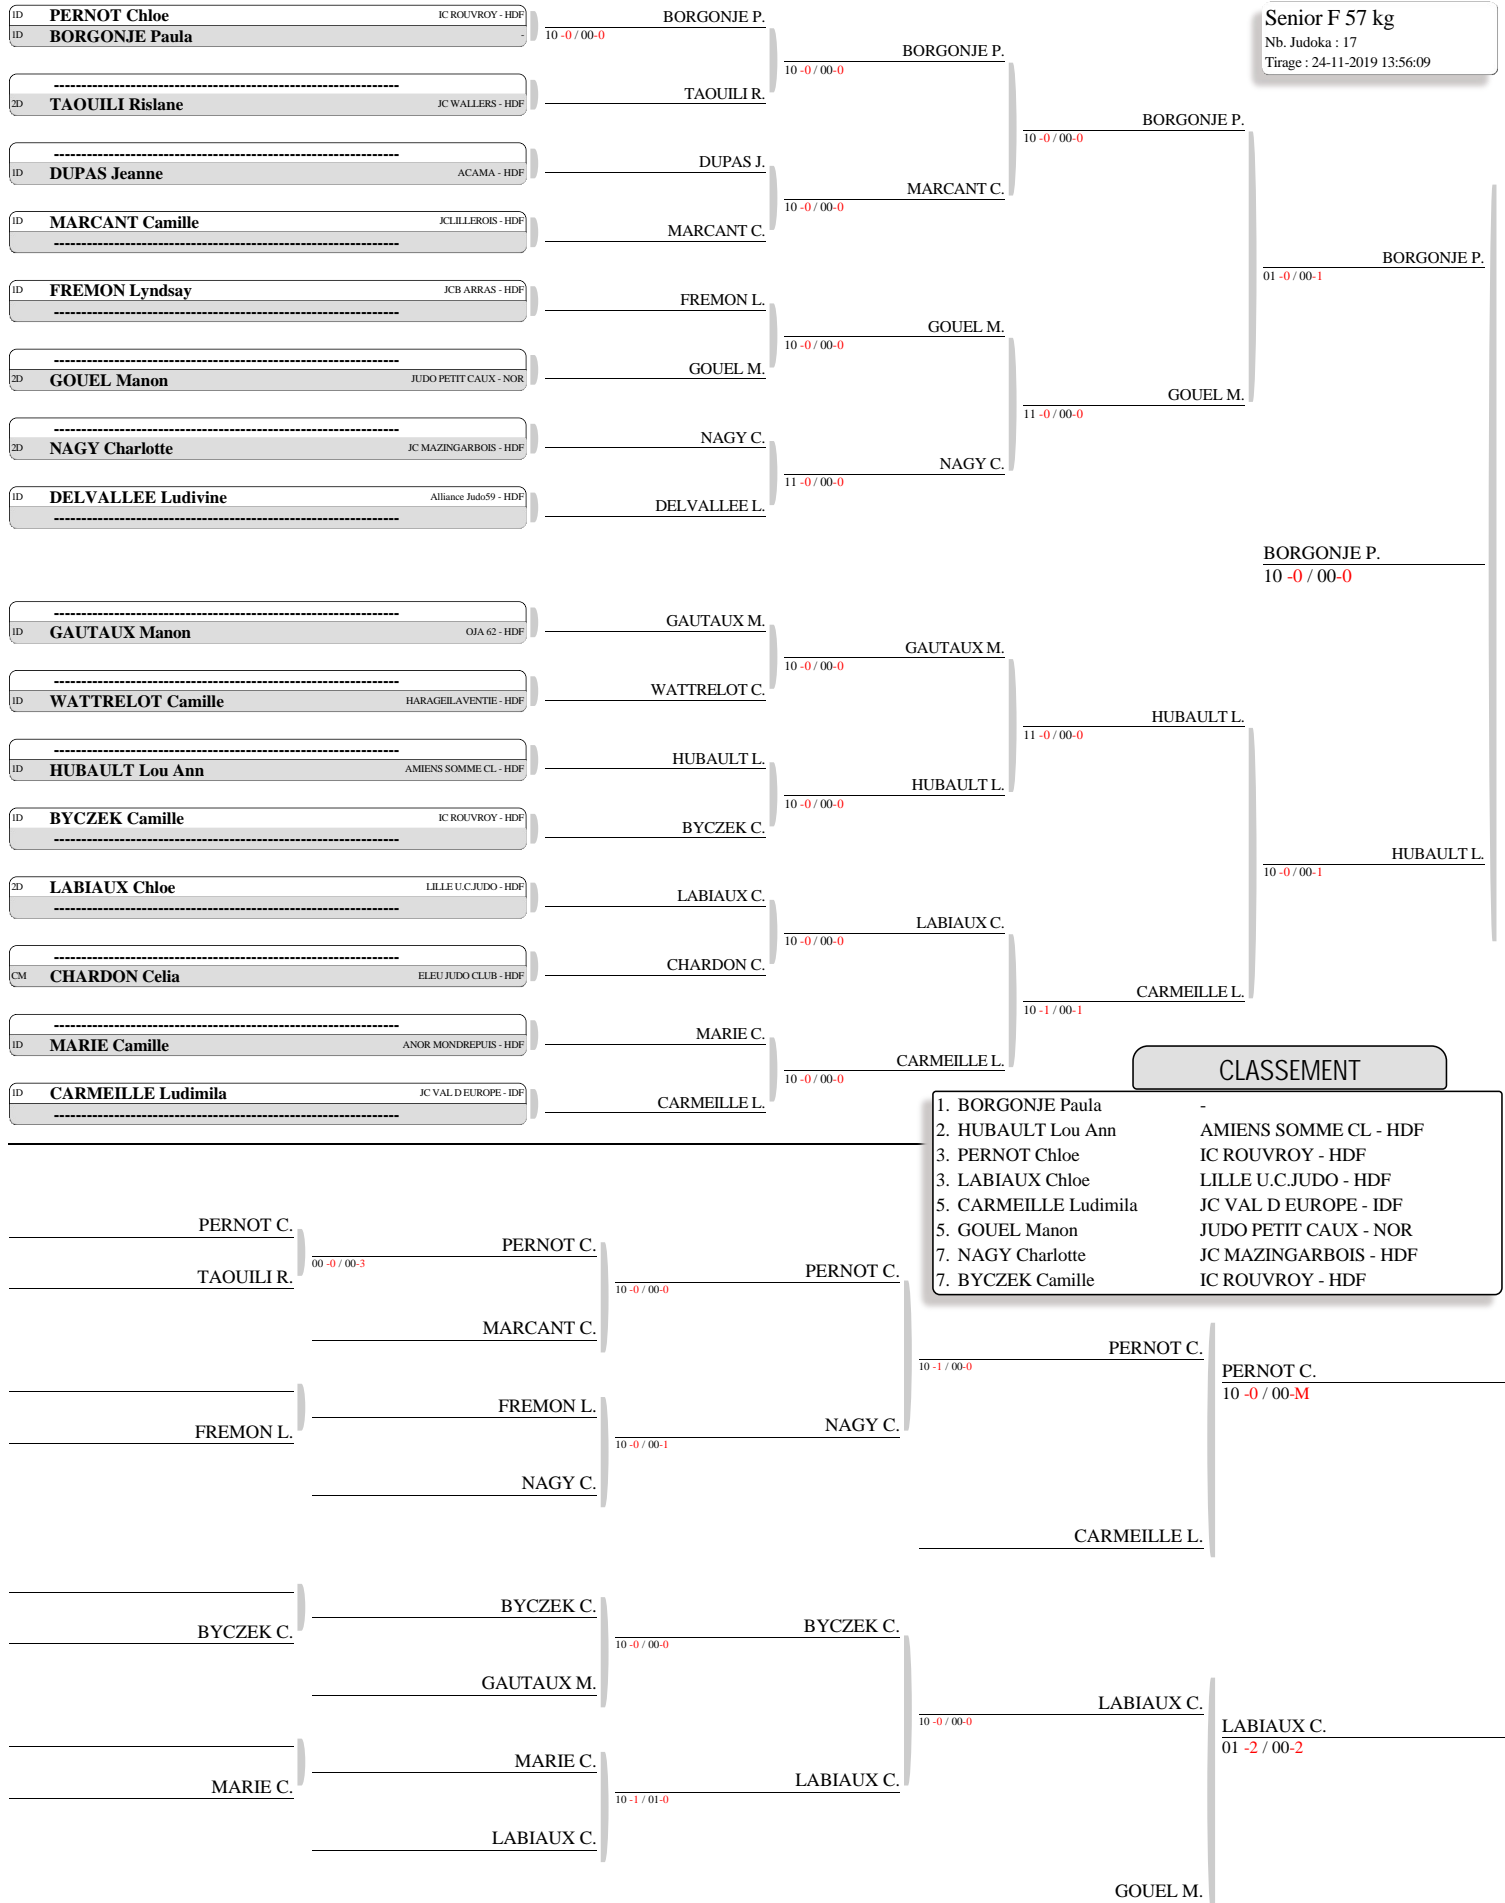 Senior F 57 kg
Nb. Judoka : 17
Tirage : 24-11-2019 13:56:09
1D PERNOT Chloe IC ROUVROY - HDF
1D BORGONJE Paula -
------------------------------------------------------------
2D TAOUILI Rislane JC WALLERS - HDF
------------------------------------------------------------
1D DUPAS Jeanne ACAMA - HDF
1D MARCANT Camille JCLILLEROIS - HDF
------------------------------------------------------------
1D FREMON Lyndsay JCB ARRAS - HDF
------------------------------------------------------------
------------------------------------------------------------
2D GOUEL Manon JUDO PETIT CAUX - NOR
------------------------------------------------------------
2D NAGY Charlotte JC MAZINGARBOIS - HDF
1D DELVALLEE Ludivine Alliance Judo59 - HDF
------------------------------------------------------------
------------------------------------------------------------
1D GAUTAUX Manon OJA 62 - HDF
------------------------------------------------------------
1D WATTRELOT Camille HARAGEILAVENTIE - HDF
------------------------------------------------------------
1D HUBAULT Lou Ann AMIENS SOMME CL - HDF
1D BYCZEK Camille IC ROUVROY - HDF
------------------------------------------------------------
2D LABIAUX Chloe LILLE U.C.JUDO - HDF
------------------------------------------------------------
------------------------------------------------------------
CM CHARDON Celia ELEU JUDO CLUB - HDF
------------------------------------------------------------
1D MARIE Camille ANOR MONDREPUIS - HDF
1D CARMEILLE Ludimila JC VAL D EUROPE - IDF
------------------------------------------------------------
BORGONJE P.
10 -0 / 00-0
TAOUILI R.
DUPAS J.
MARCANT C.
FREMON L.
GOUEL M.
NAGY C.
DELVALLEE L.
GAUTAUX M.
WATTRELOT C.
HUBAULT L.
BYCZEK C.
LABIAUX C.
CHARDON C.
MARIE C.
CARMEILLE L.
BORGONJE P.
10 -0 / 00-0
MARCANT C.
10 -0 / 00-0
GOUEL M.
10 -0 / 00-0
NAGY C.
11 -0 / 00-0
GAUTAUX M.
10 -0 / 00-0
HUBAULT L.
10 -0 / 00-0
LABIAUX C.
10 -0 / 00-0
CARMEILLE L.
10 -0 / 00-0
BORGONJE P.
10 -0 / 00-0
GOUEL M.
11 -0 / 00-0
HUBAULT L.
11 -0 / 00-0
CARMEILLE L.
10 -1 / 00-1
BORGONJE P.
01 -0 / 00-1
HUBAULT L.
10 -0 / 00-1
BORGONJE P.
10 -0 / 00-0
CLASSEMENT
1. BORGONJE Paula -
2. HUBAULT Lou Ann AMIENS SOMME CL - HDF
3. PERNOT Chloe IC ROUVROY - HDF
3. LABIAUX Chloe LILLE U.C.JUDO - HDF
5. CARMEILLE Ludimila JC VAL D EUROPE - IDF
5. GOUEL Manon JUDO PETIT CAUX - NOR
7. NAGY Charlotte JC MAZINGARBOIS - HDF
7. BYCZEK Camille IC ROUVROY - HDF
PERNOT C.
TAOUILI R.
FREMON L.
BYCZEK C.
MARIE C.
PERNOT C.
00 -0 / 00-3
MARCANT C.
FREMON L.
NAGY C.
BYCZEK C.
GAUTAUX M.
MARIE C.
LABIAUX C.
PERNOT C.
10 -0 / 00-0
NAGY C.
10 -0 / 00-1
BYCZEK C.
10 -0 / 00-0
LABIAUX C.
10 -1 / 01-0
PERNOT C.
10 -1 / 00-0
CARMEILLE L.
LABIAUX C.
10 -0 / 00-0
GOUEL M.
PERNOT C.
10 -0 / 00-M
LABIAUX C.
01 -2 / 00-2